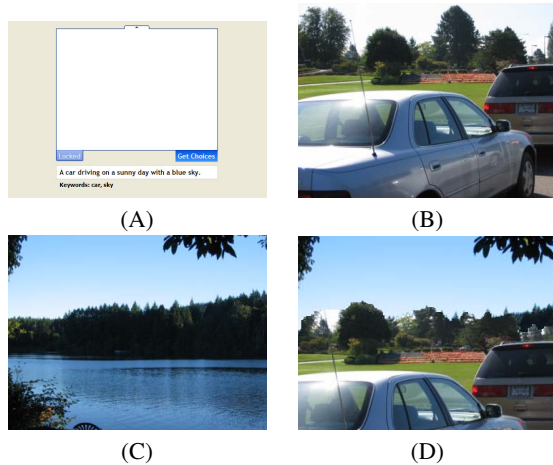 Locked
Get Choices
A car driving on a sunny day with a blue sky.
Keywords: car, sky
(A)
(B)
(C)
(D)